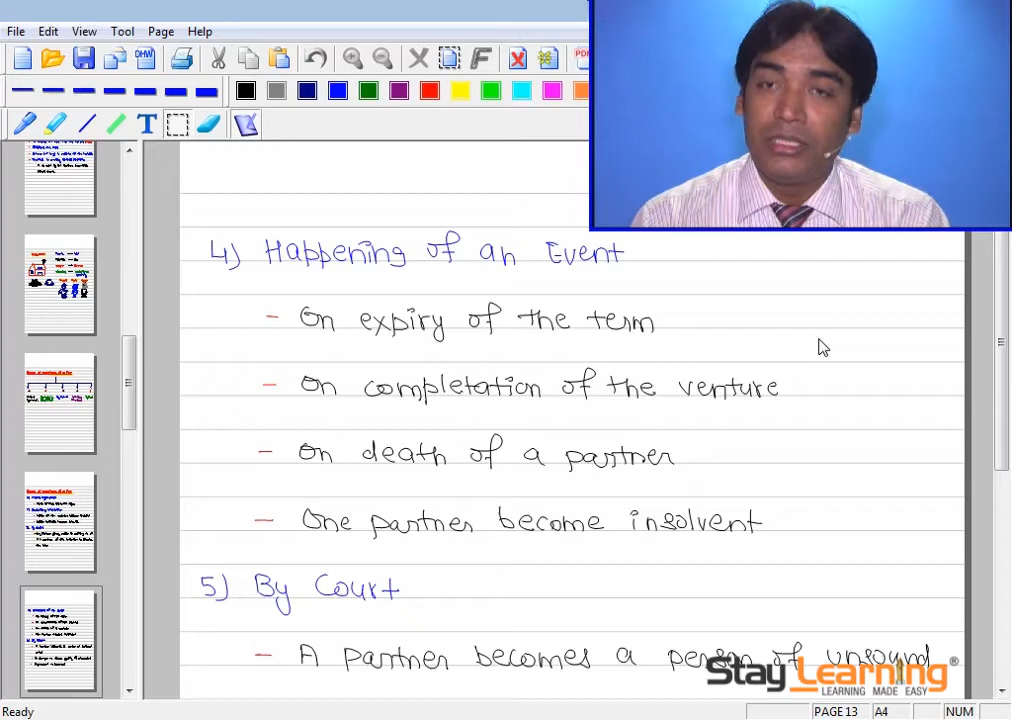 File Edit View Tool Page Help
4) Happening of an Event
- On expiry of the term
- On completation of the venture
- On death of a partner
- One partner become insolvent
5) By Court
- A partner becomes a person of unsound
Stay Learning®
LEARNING MADE EASY
Ready PAGE 13 A4 NUM